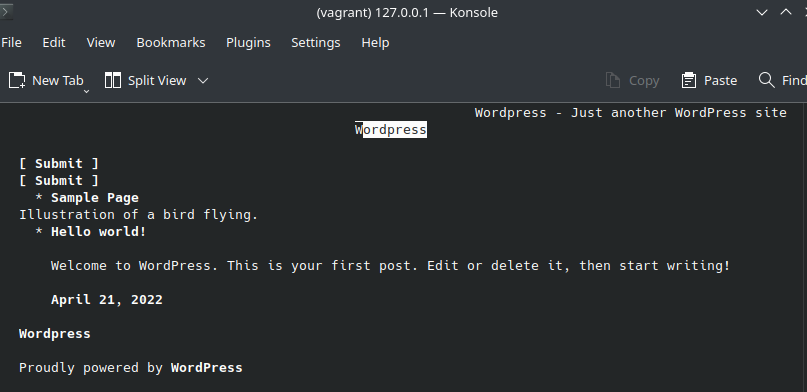 (vagrant) 127.0.0.1 — Konsole
File Edit View Bookmarks Plugins Settings Help
New Tab Split View Copy Paste Find
Wordpress - Just another WordPress site
Wordpress
[ Submit ]
[ Submit ]
* Sample Page
Illustration of a bird flying.
* Hello world!
Welcome to WordPress. This is your first post. Edit or delete it, then start writing!
April 21, 2022
Wordpress
Proudly powered by WordPress